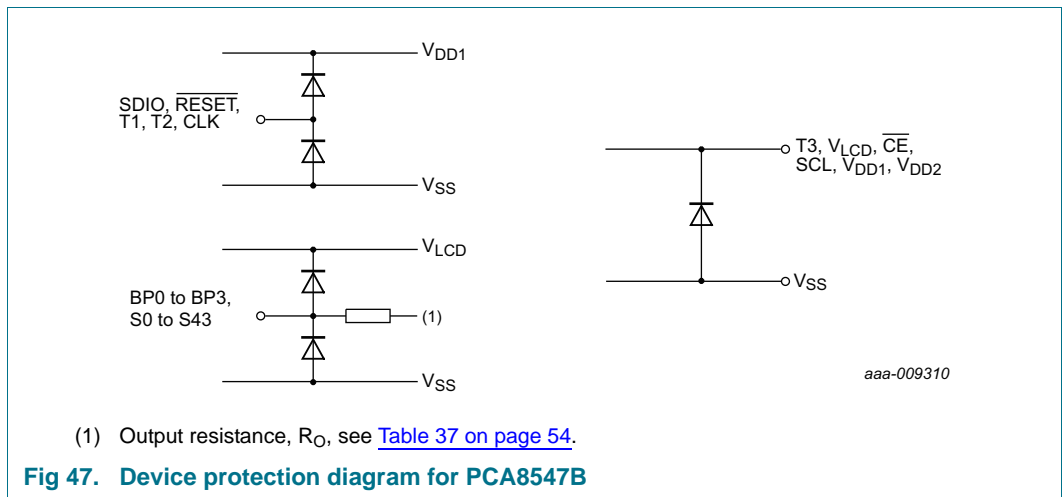 VDD1
SDIO, RESET,
T1, T2, CLK
VSS
VLCD
BP0 to BP3,
S0 to S43
(1)
VSS
T3, VLCD, CE,
SCL, VDD1, VDD2
VSS
aaa-009310
(1) Output resistance, RO, see Table 37 on page 54.
Fig 47. Device protection diagram for PCA8547B